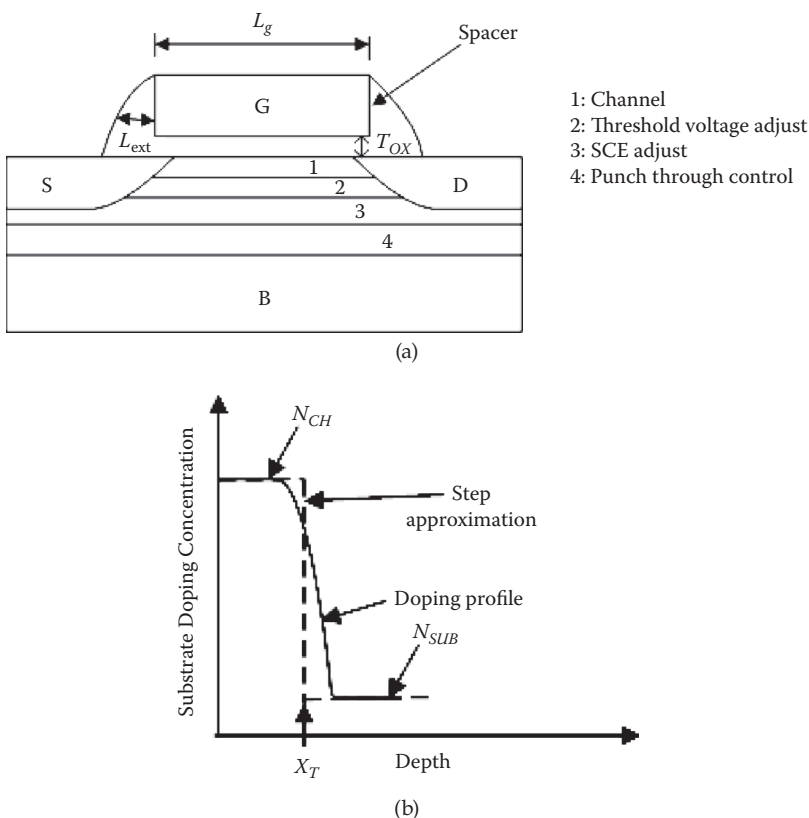 L_g
Spacer
G
L_ext
T_OX
1: Channel
2: Threshold voltage adjust
3: SCE adjust
4: Punch through control
S
1
2
3
4
D
B
(a)
N_CH
Step
approximation
Doping profile
N_SUB
Substrate Doping Concentration
X_T
Depth
(b)